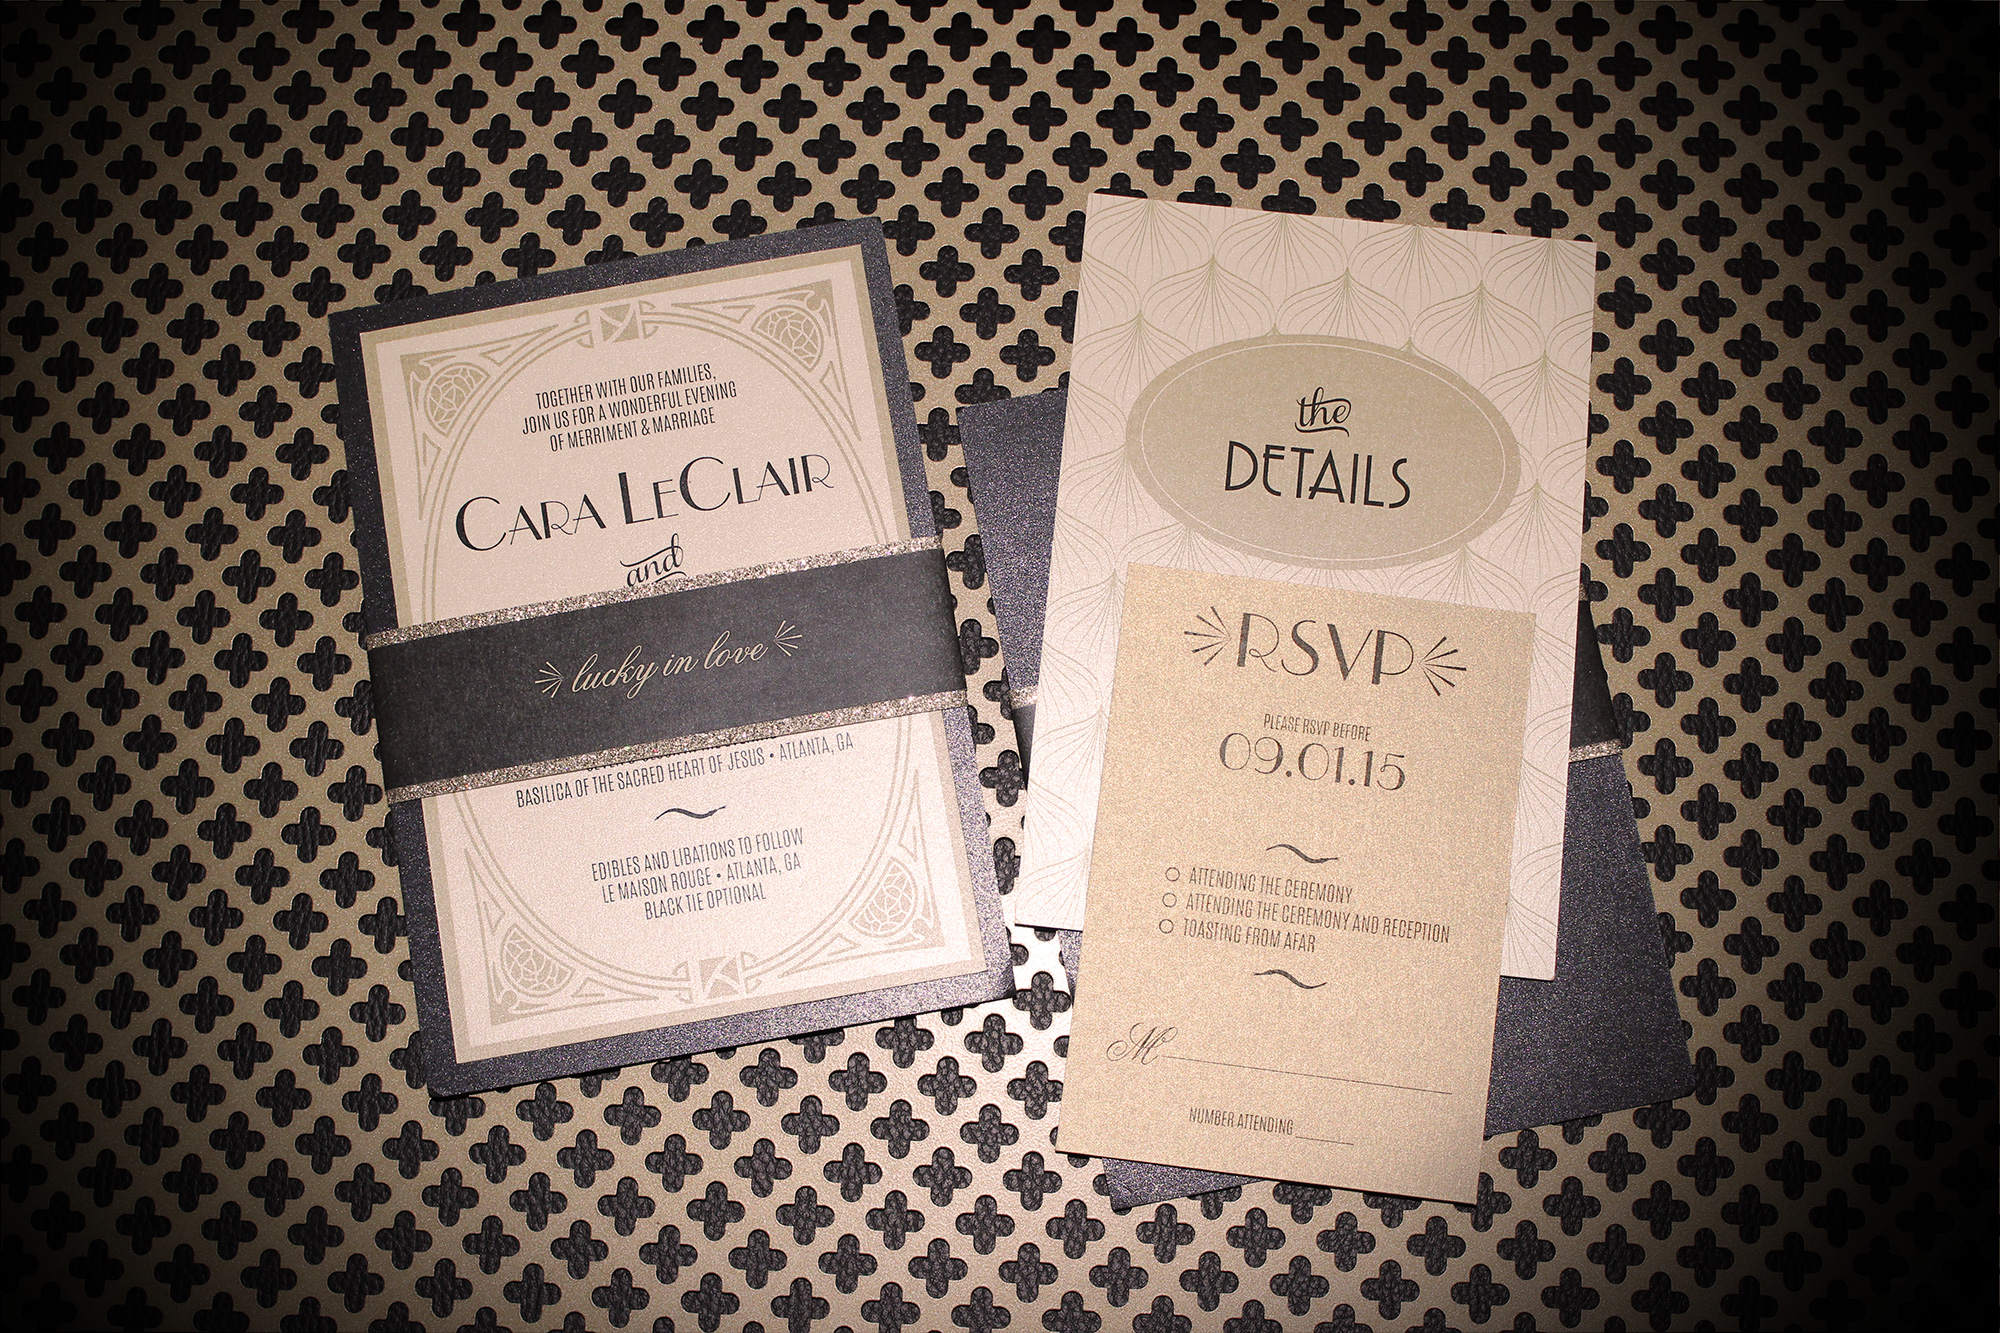 TOGETHER WITH OUR FAMILIES,
JOIN US FOR A WONDERFUL EVENING
OF MERRIMENT & MARRIAGE
CARA LECLAIR
and
lucky in love
BASILICA OF THE SACRED HEART OF JESUS • ATLANTA, GA
EDIBLES AND LIBATIONS TO FOLLOW
LE MAISON ROUGE • ATLANTA, GA
BLACK TIE OPTIONAL
the
DETAILS
RSVP
PLEASE RSVP BEFORE
09.01.15
ATTENDING THE CEREMONY
ATTENDING THE CEREMONY AND RECEPTION
TOASTING FROM AFAR
M
NUMBER ATTENDING